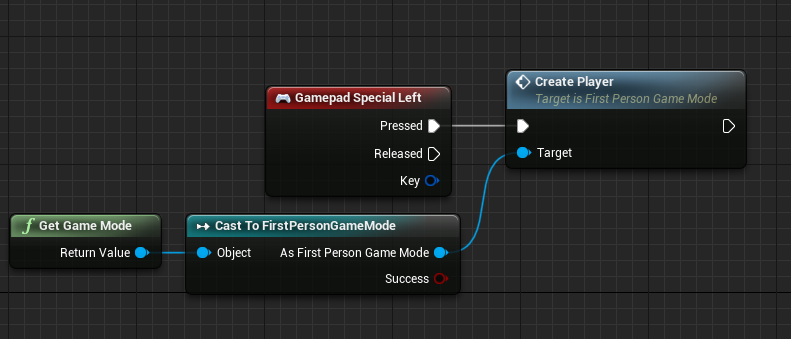 Create Player
Target is First Person Game Mode
Target
Gamepad Special Left
Pressed
Released
Key
Get Game Mode
Return Value
Cast To FirstPersonGameMode
Object
As First Person Game Mode
Success